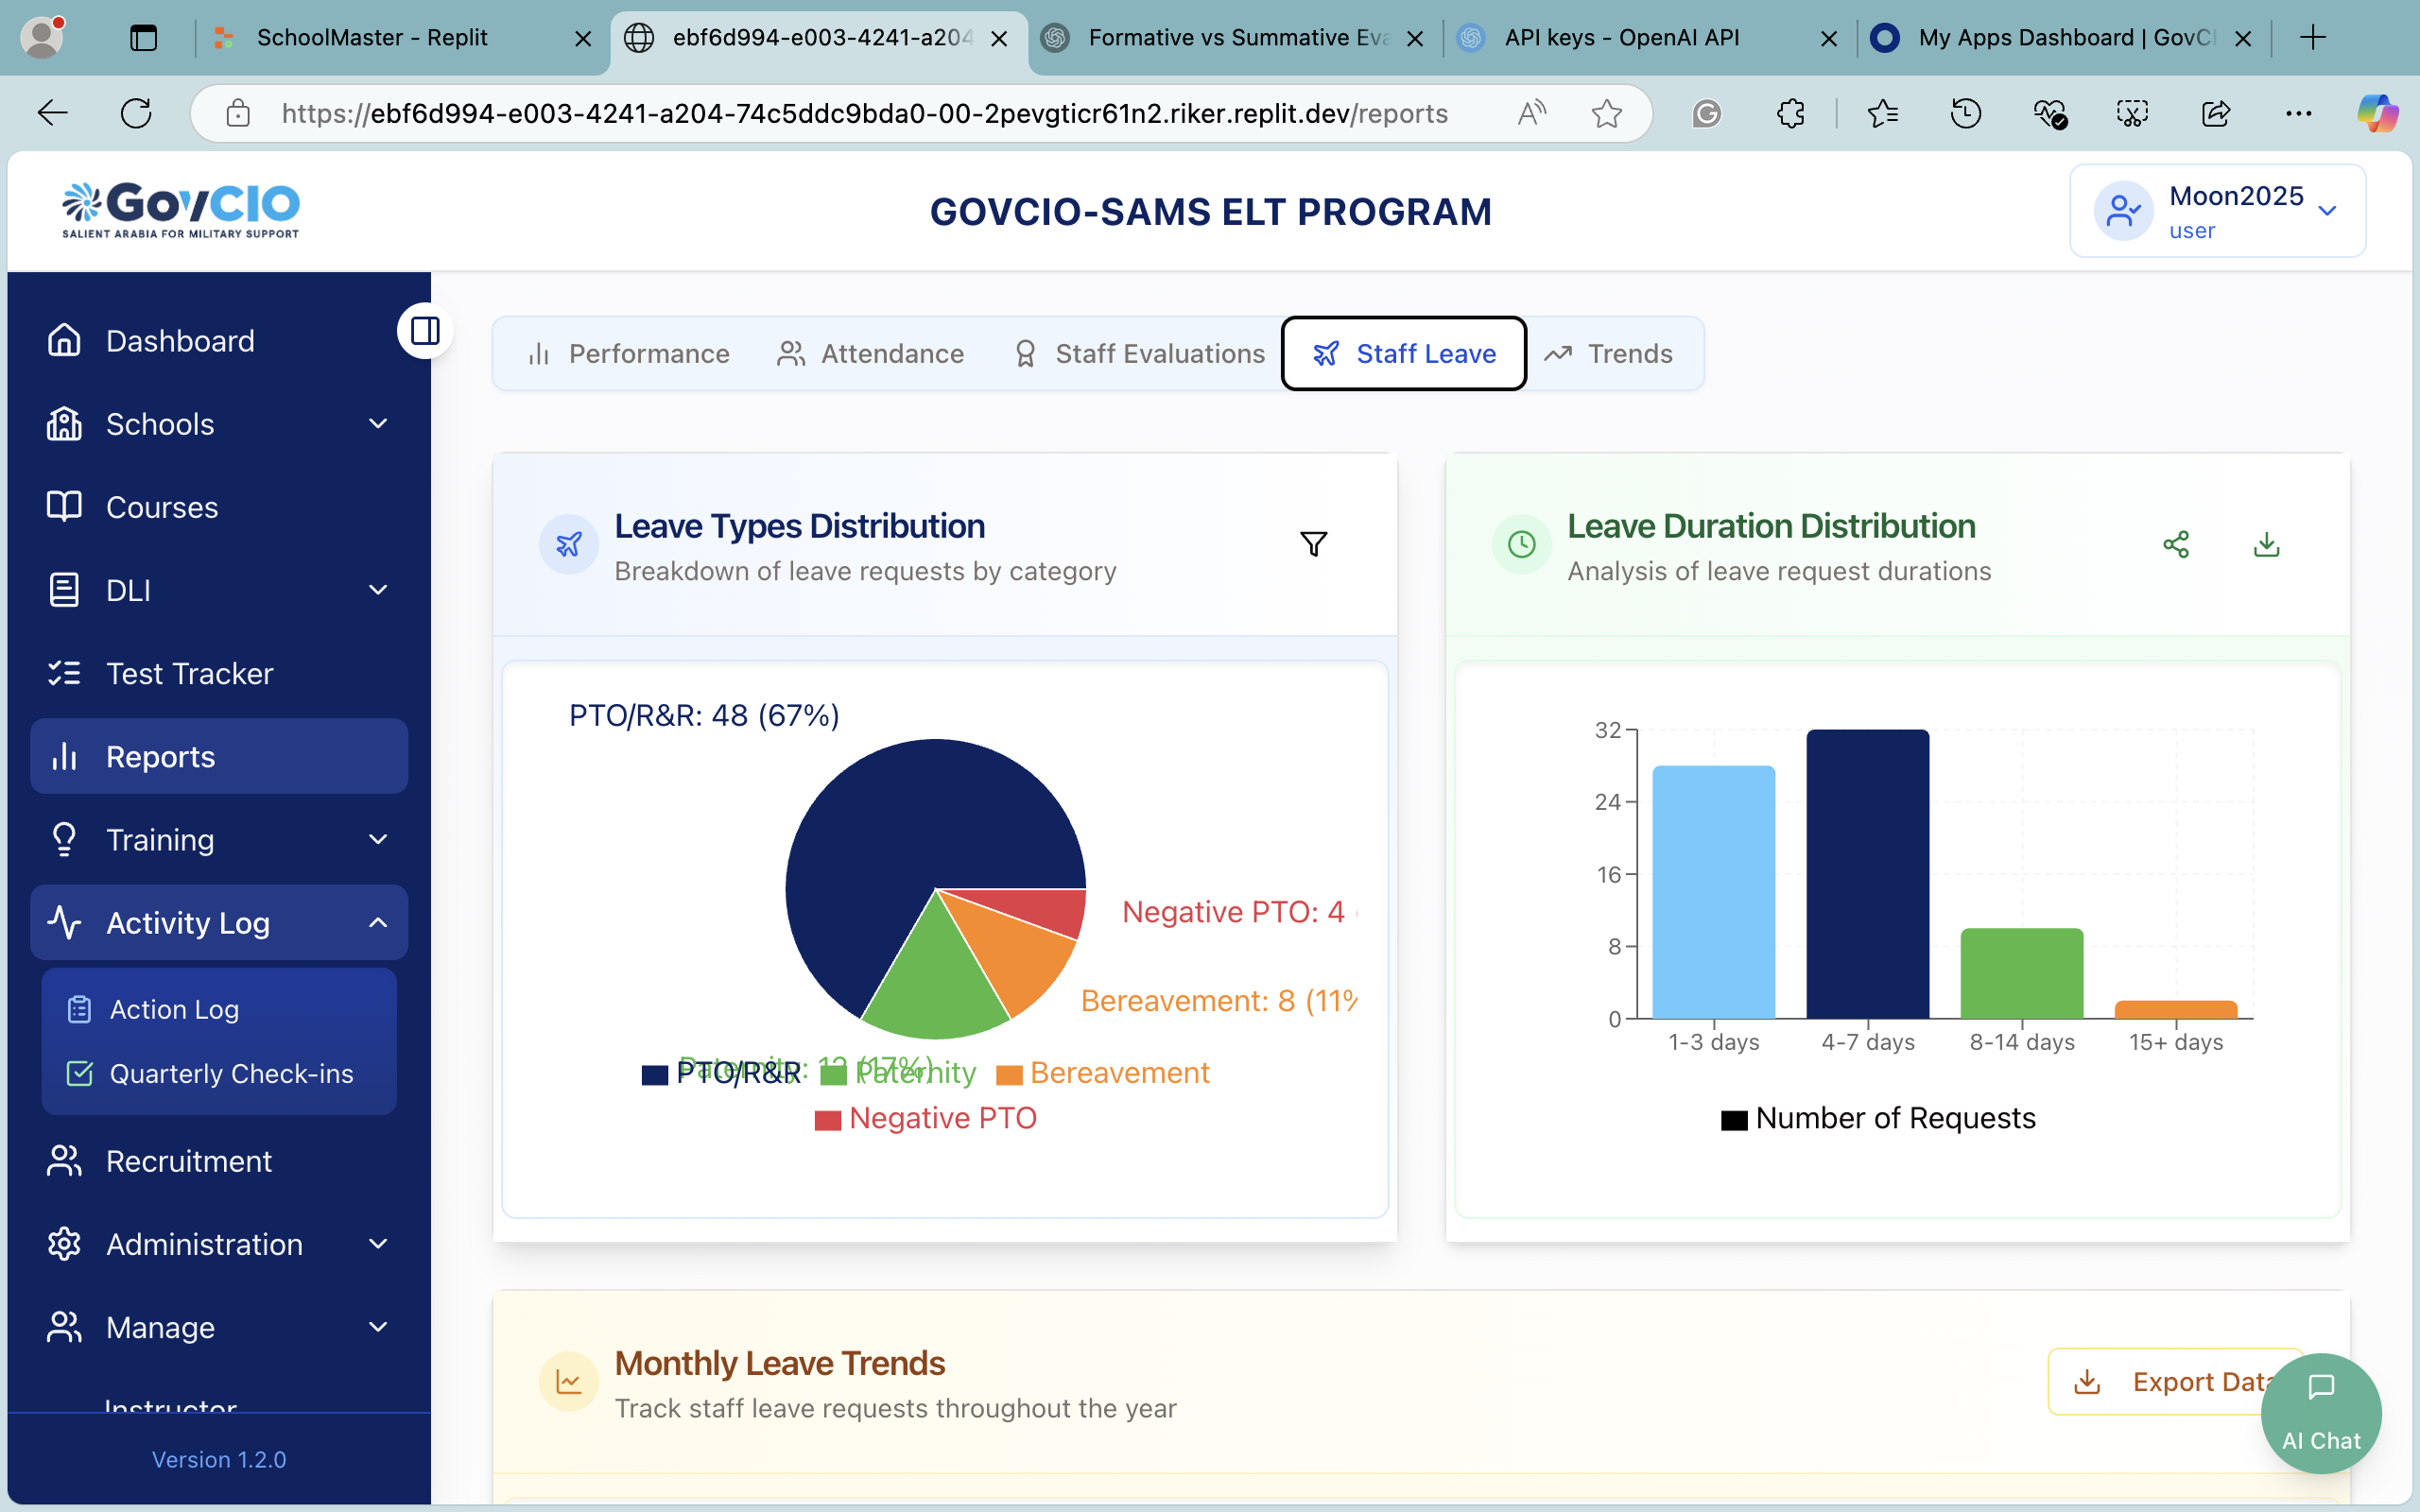 SchoolMaster - Replit
ebf6d994-e003-4241-a204
Formative vs Summative Eva
API keys - OpenAI API
My Apps Dashboard | GovCI
https://ebf6d994-e003-4241-a204-74c5ddc9bda0-00-2pevgticr61n2.riker.replit.dev/reports
GovCIO
SALIENT ARABIA FOR MILITARY SUPPORT
GOVCIO-SAMS ELT PROGRAM
Moon2025
user
Dashboard
Schools
Courses
DLI
Test Tracker
Reports
Training
Activity Log
Action Log
Quarterly Check-ins
Recruitment
Administration
Manage
Instructor
Version 1.2.0
Performance
Attendance
Staff Evaluations
Staff Leave
Trends
Leave Types Distribution
Breakdown of leave requests by category
PTO/R&R: 48 (67%)
Negative PTO: 4
Bereavement: 8 (11%
Paternity: 12 (17%)
PTO/R&R
Paternity
Bereavement
Negative PTO
Leave Duration Distribution
Analysis of leave request durations
32
24
16
8
0
1-3 days
4-7 days
8-14 days
15+ days
Number of Requests
Monthly Leave Trends
Track staff leave requests throughout the year
Export Data
AI Chat